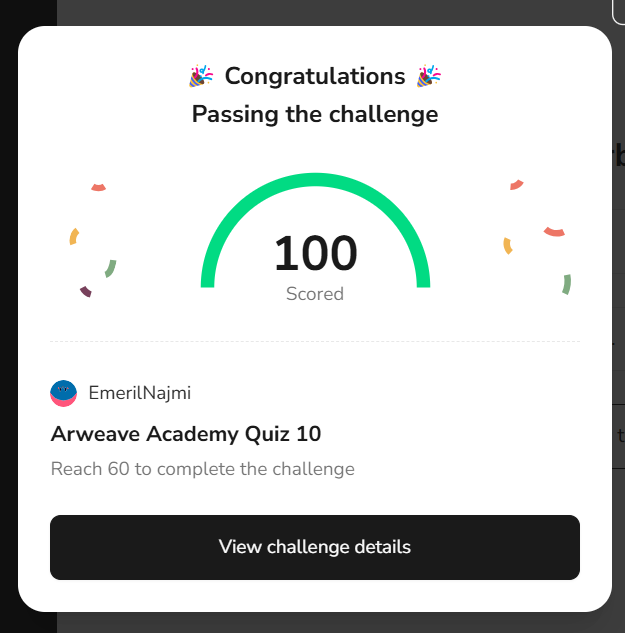 🎉 Congratulations 🎉
Passing the challenge
100
Scored
EmerilNajmi
Arweave Academy Quiz 10
Reach 60 to complete the challenge
View challenge details